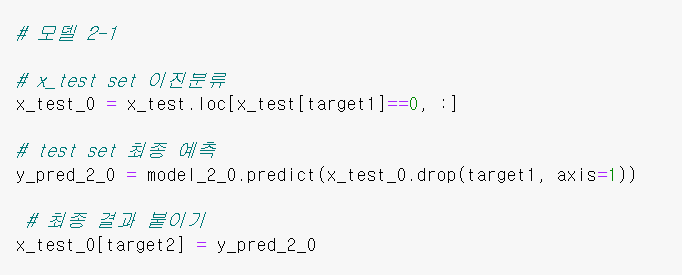 # 모델 2-1
# x_test set 이진분류
x_test_0 = x_test.loc[x_test[target1]==0, :]
# test set 최종 예측
y_pred_2_0 = model_2_0.predict(x_test_0.drop(target1, axis=1))
# 최종 결과 붙이기
x_test_0[target2] = y_pred_2_0